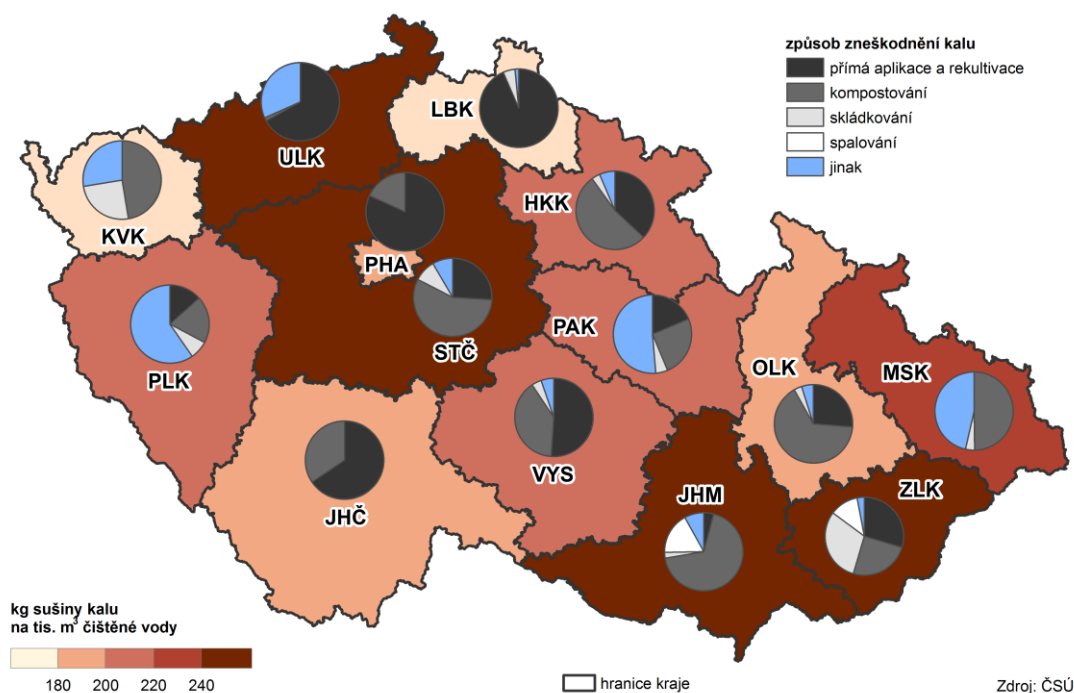 způsob zneškodnění kalu
přímá aplikace a rekultivace
kompostování
skládkování
spalování
jinak
LBK
ULK
KVK
HKK
PHA
STČ
PAK
PLK
OLK
MSK
VYS
JHČ
JHM
ZLK
kg sušiny kalu
na tis. m³ čištěné vody
180 200 220 240
hranice kraje
Zdroj: ČSÚ